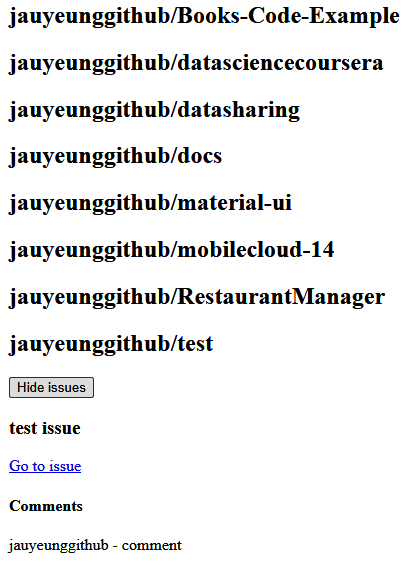 jauyeunggithub/Books-Code-Example
jauyeunggithub/datasciencecoursera
jauyeunggithub/datasharing
jauyeunggithub/docs
jauyeunggithub/material-ui
jauyeunggithub/mobilecloud-14
jauyeunggithub/RestaurantManager
jauyeunggithub/test
Hide issues
test issue
Go to issue
Comments
jauyeunggithub - comment